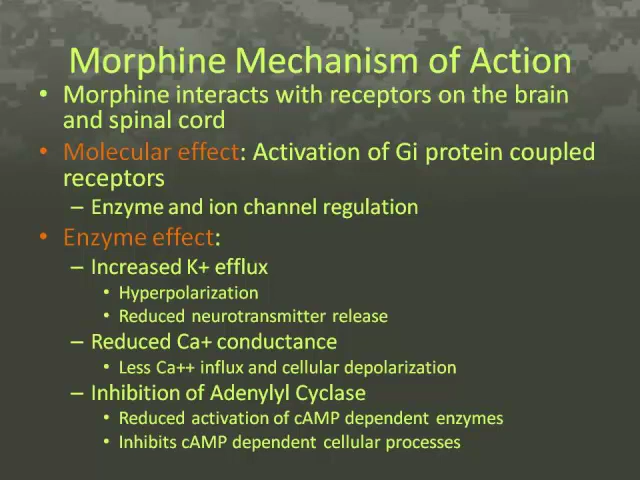 Morphine Mechanism of Action
• Morphine interacts with receptors on the brain
and spinal cord
• Molecular effect: Activation of Gi protein coupled
receptors
– Enzyme and ion channel regulation
• Enzyme effect:
– Increased K+ efflux
• Hyperpolarization
• Reduced neurotransmitter release
– Reduced Ca+ conductance
• Less Ca++ influx and cellular depolarization
– Inhibition of Adenylyl Cyclase
• Reduced activation of cAMP dependent enzymes
• Inhibits cAMP dependent cellular processes